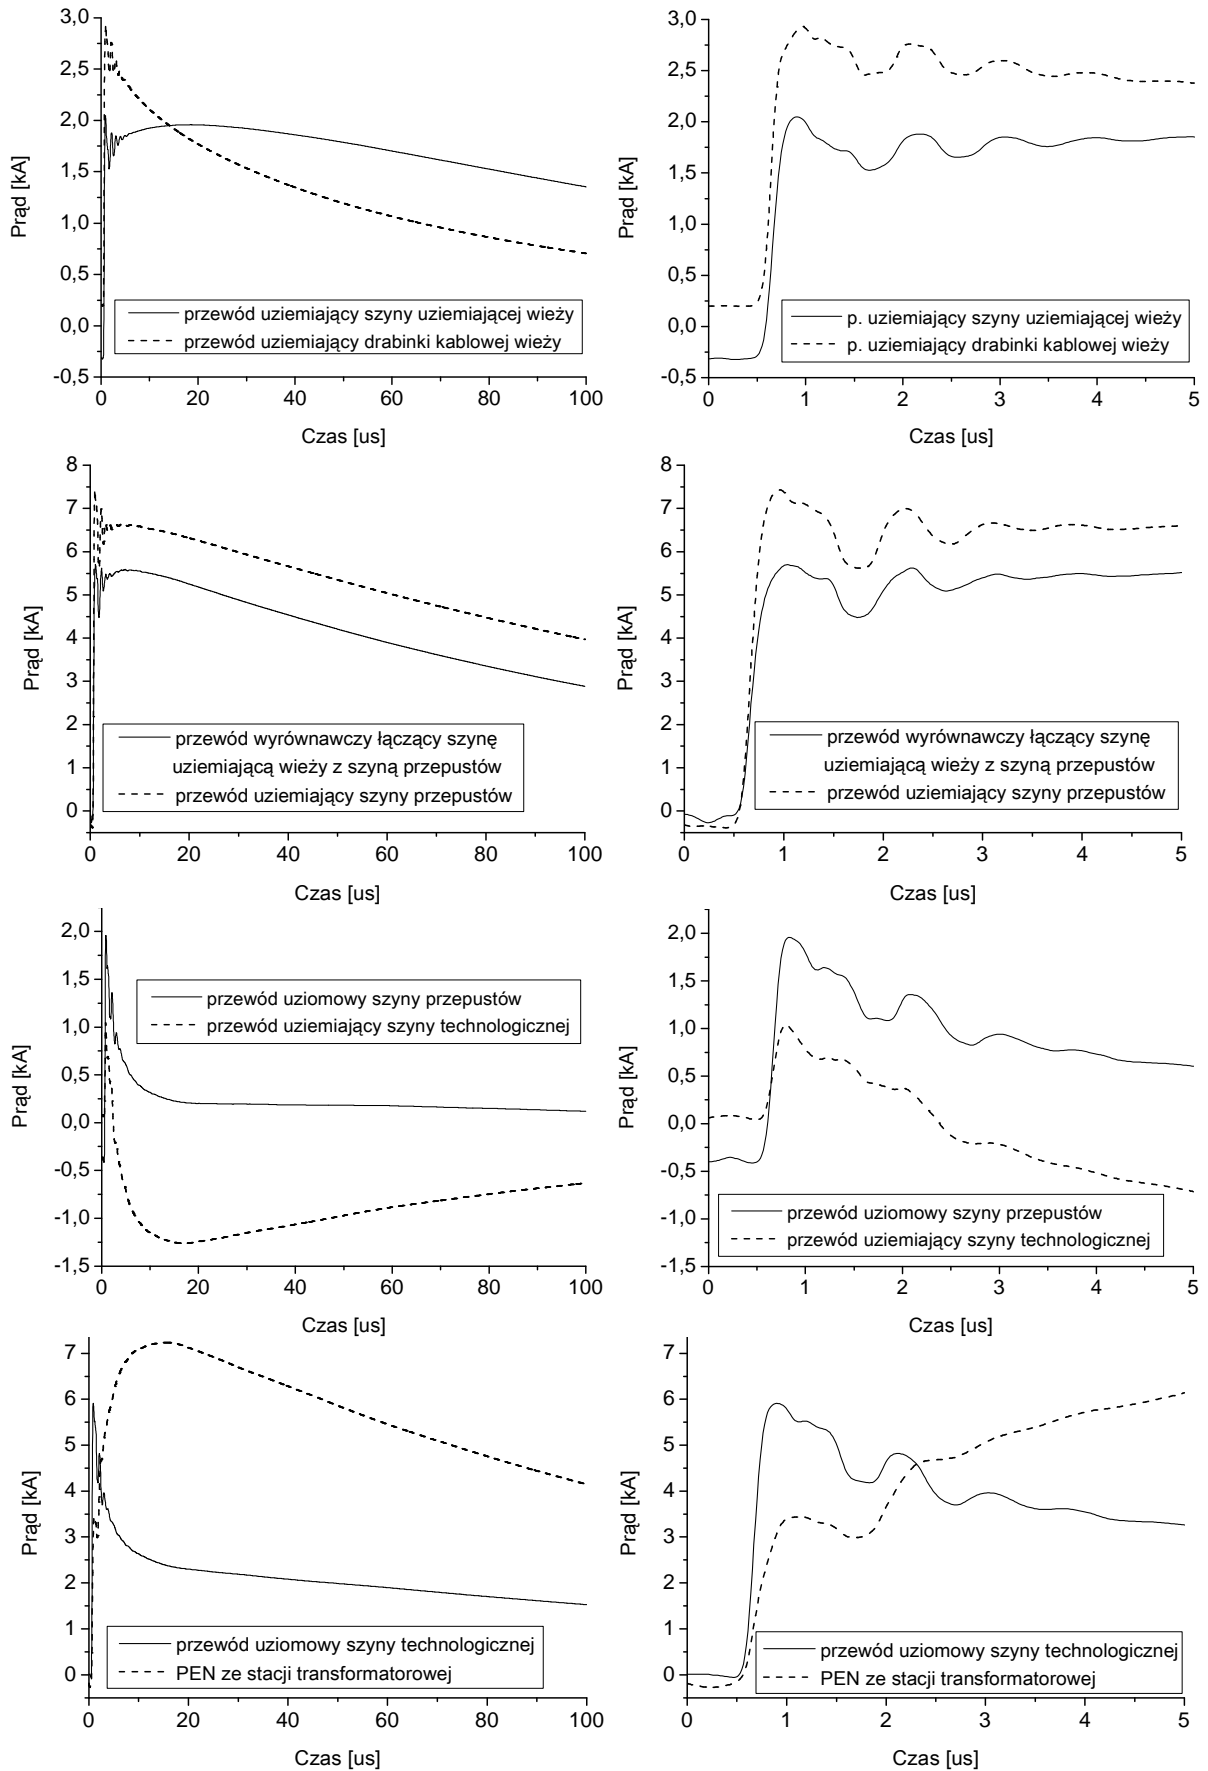 3,0
2,5
2,0
1,5
1,0
0,5
0,0
-0,5
Prąd [kA]
przewód uziemiający szyny uziemiającej wieży
przewód uziemiający drabinki kablowej wieży
0 20 40 60 80 100
Czas [us]
3,0
2,5
2,0
1,5
1,0
0,5
0,0
-0,5
Prąd [kA]
p. uziemiający szyny uziemiającej wieży
p. uziemiający drabinki kablowej wieży
0 1 2 3 4 5
Czas [us]
8
7
6
5
4
3
2
1
0
Prąd [kA]
przewód wyrównawczy łączący szynę
uziemiającą wieży z szyną przepustów
przewód uziemiający szyny przepustów
0 20 40 60 80 100
Czas [us]
8
7
6
5
4
3
2
1
0
Prąd [kA]
przewód wyrównawczy łączący szynę
uziemiającą wieży z szyną przepustów
przewód uziemiający szyny przepustów
0 1 2 3 4 5
Czas [us]
2,0
1,5
1,0
0,5
0,0
-0,5
-1,0
-1,5
Prąd [kA]
przewód uziomowy szyny przepustów
przewód uziemiający szyny technologicznej
0 20 40 60 80 100
Czas [us]
2,0
1,5
1,0
0,5
0,0
-0,5
-1,0
-1,5
Prąd [kA]
przewód uziomowy szyny przepustów
przewód uziemiający szyny technologicznej
0 1 2 3 4 5
Czas [us]
7
6
5
4
3
2
1
0
Prąd [kA]
przewód uziomowy szyny technologicznej
PEN ze stacji transformatorowej
0 20 40 60 80 100
Czas [us]
7
6
5
4
3
2
1
0
Prąd [kA]
przewód uziomowy szyny technologicznej
PEN ze stacji transformatorowej
0 1 2 3 4 5
Czas [us]